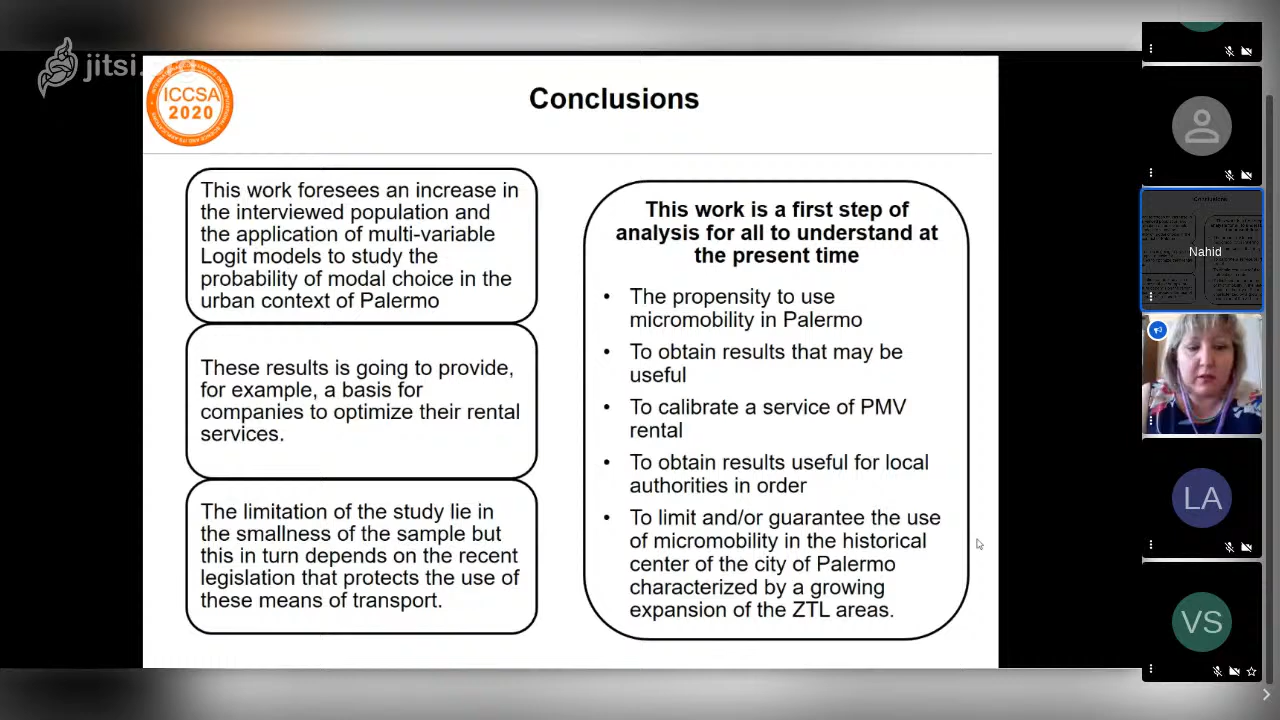 jitsi.org
ICCSA
2020
Conclusions
This work foresees an increase in
the interviewed population and
the application of multi-variable
Logit models to study the
probability of modal choice in the
urban context of Palermo
These results is going to provide,
for example, a basis for
companies to optimize their rental
services.
The limitation of the study lie in
the smallness of the sample but
this in turn depends on the recent
legislation that protects the use of
these means of transport.
This work is a first step of
analysis for all to understand at
the present time
• The propensity to use
micromobility in Palermo
• To obtain results that may be
useful
• To calibrate a service of PMV
rental
• To obtain results useful for local
authorities in order
• To limit and/or guarantee the use
of micromobility in the historical
center of the city of Palermo
characterized by a growing
expansion of the ZTL areas.
Nahid
LA
VS